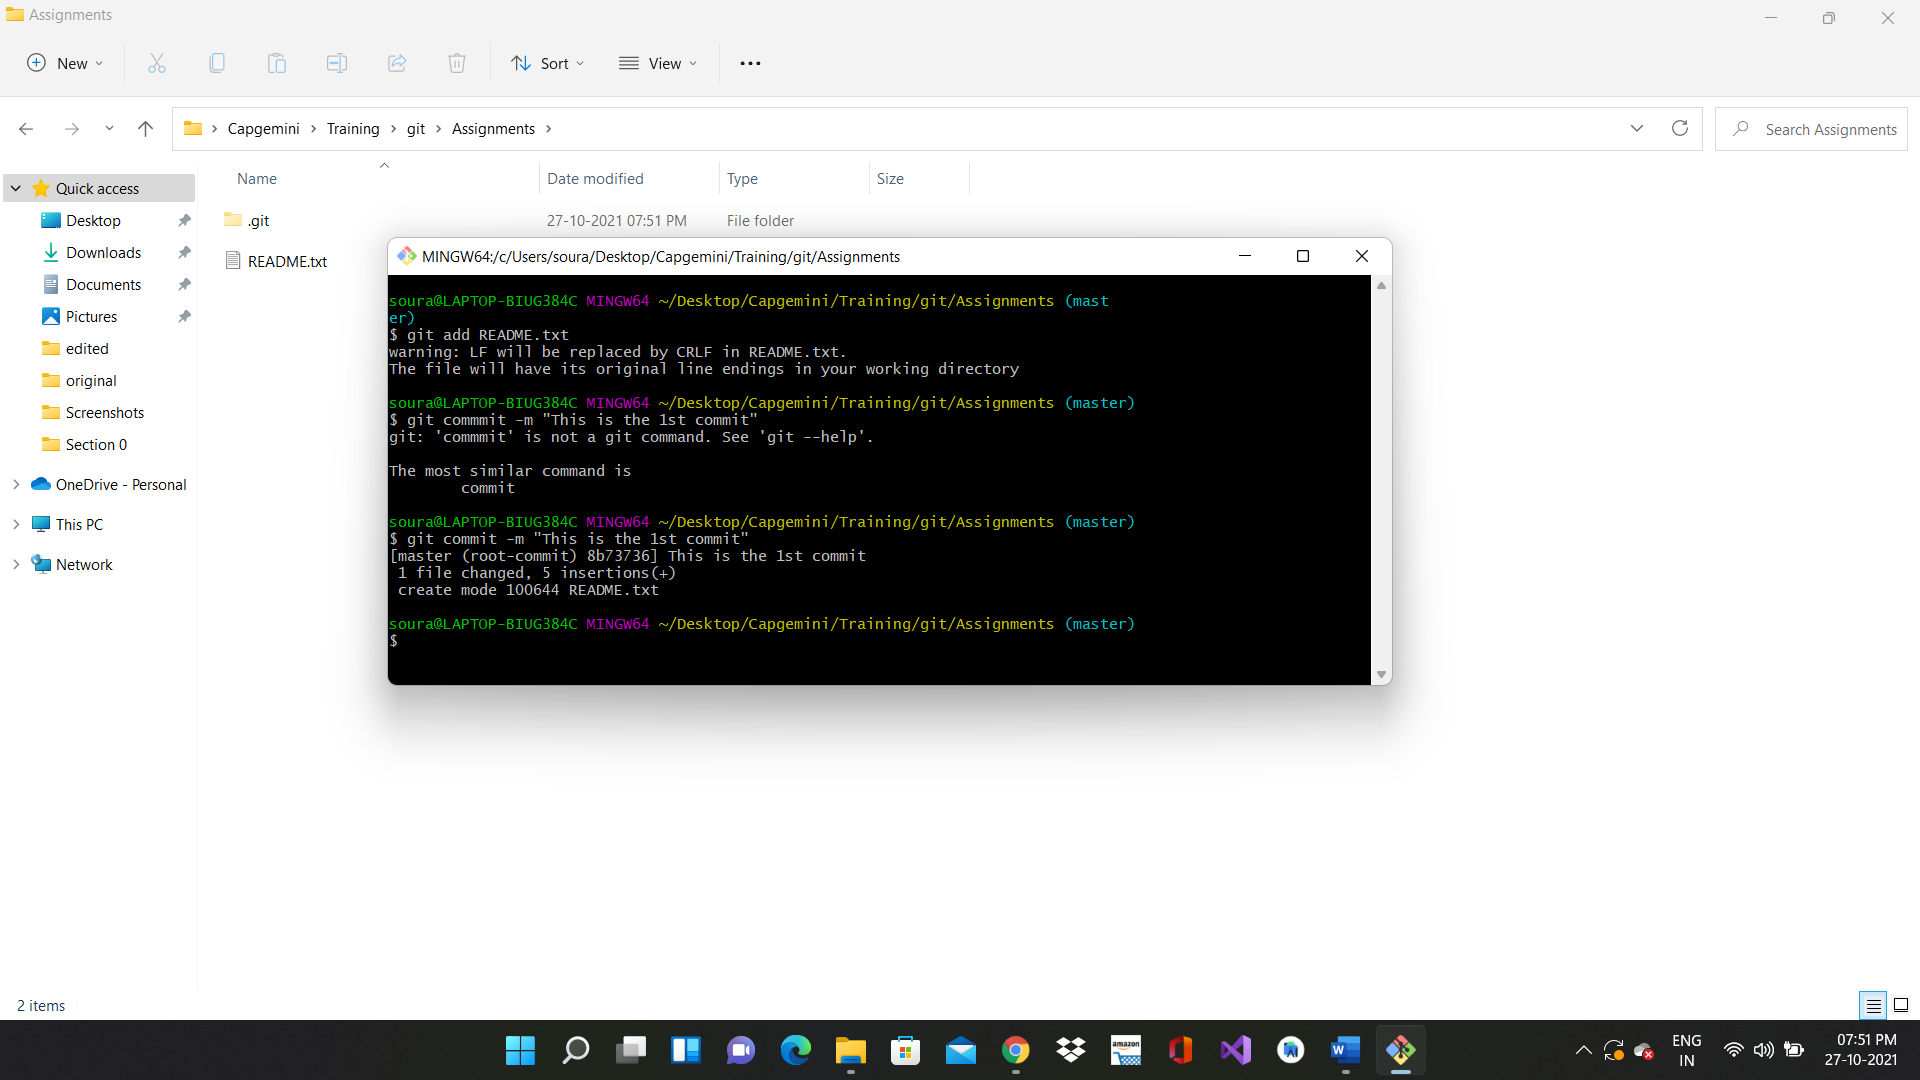 Assignments
New
Sort
View
Capgemini > Training > git > Assignments >
Search Assignments
Name
Date modified
Type
Size
Quick access
Desktop
Downloads
Documents
Pictures
edited
original
Screenshots
Section 0
OneDrive - Personal
This PC
Network
.git 27-10-2021 07:51 PM File folder
README.txt
MINGW64:/c/Users/soura/Desktop/Capgemini/Training/git/Assignments
soura@LAPTOP-BIUG384C MINGW64 ~/Desktop/Capgemini/Training/git/Assignments (mast
er)
$ git add README.txt
warning: LF will be replaced by CRLF in README.txt.
The file will have its original line endings in your working directory
soura@LAPTOP-BIUG384C MINGW64 ~/Desktop/Capgemini/Training/git/Assignments (master)
$ git commmit -m "This is the 1st commit"
git: 'commmit' is not a git command. See 'git --help'.
The most similar command is
commit
soura@LAPTOP-BIUG384C MINGW64 ~/Desktop/Capgemini/Training/git/Assignments (master)
$ git commit -m "This is the 1st commit"
[master (root-commit) 8b73736] This is the 1st commit
1 file changed, 5 insertions(+)
create mode 100644 README.txt
soura@LAPTOP-BIUG384C MINGW64 ~/Desktop/Capgemini/Training/git/Assignments (master)
$
2 items
amazon
W
ENG
IN
07:51 PM
27-10-2021